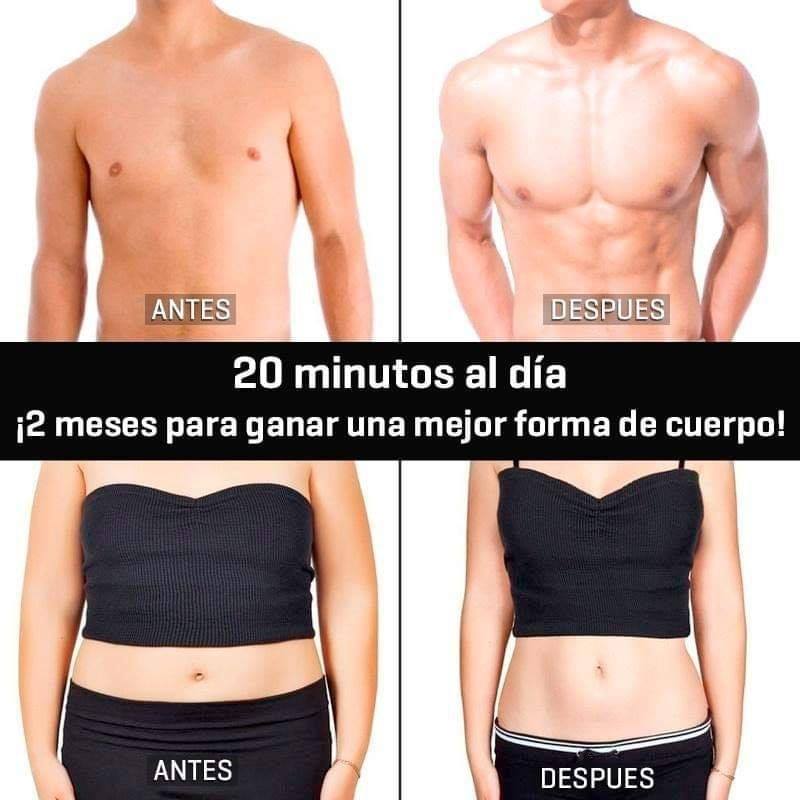 ANTES
DESPUES
20 minutos al día
¡2 meses para ganar una mejor forma de cuerpo!
ANTES
DESPUES